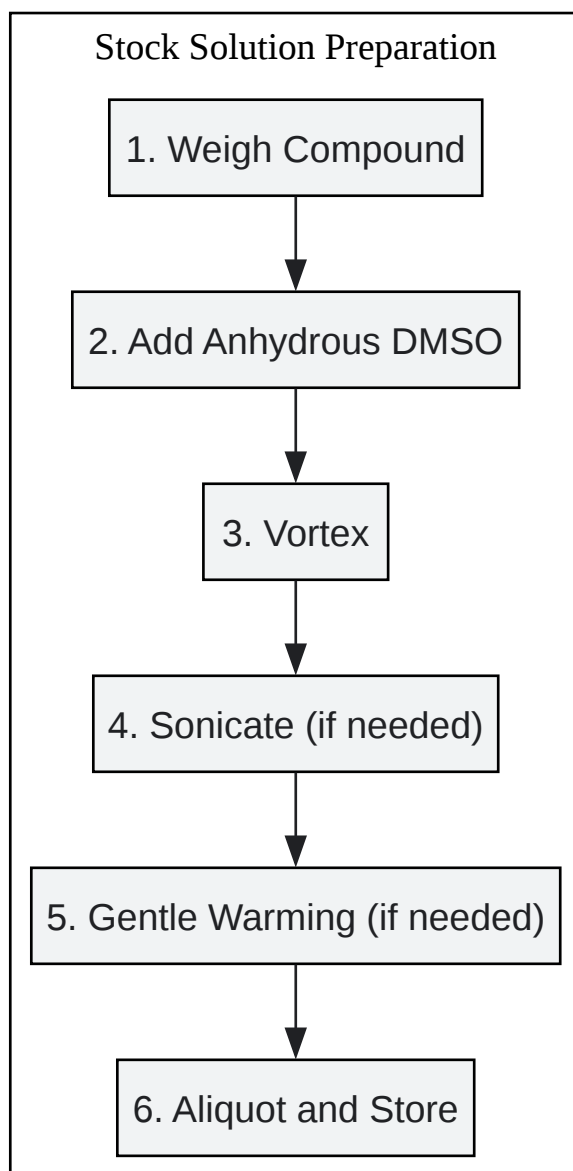 Stock Solution Preparation
1. Weigh Compound
2. Add Anhydrous DMSO
3. Vortex
4. Sonicate (if needed)
5. Gentle Warming (if needed)
6. Aliquot and Store